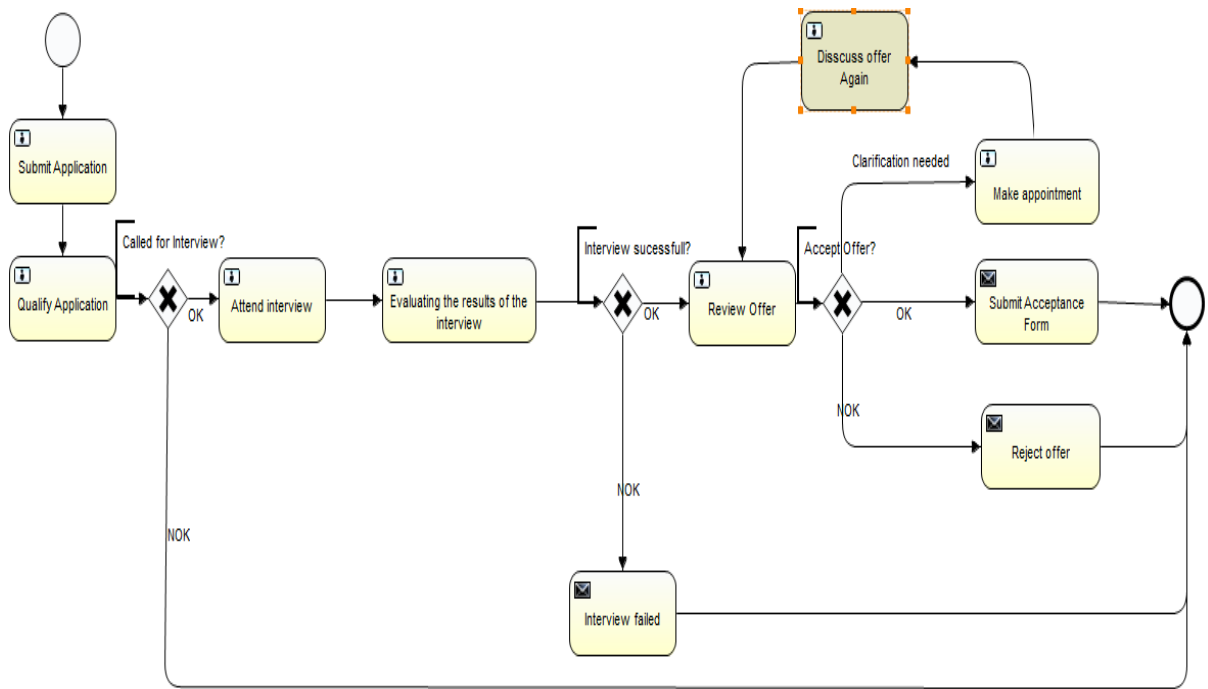 Disscuss offer
Again
Submit Application
Clarification needed
Make appointment
Called for Interview?
Interview sucessfull?
Accept Offer?
Qualify Application
OK
Attend interview
Evaluating the results of the
interview
OK
Review Offer
OK
Submit Acceptance
Form
NOK
Reject offer
NOK
NOK
Interview failed